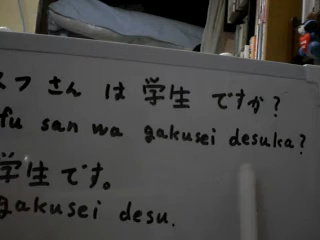 スフさん は 学生 ですか?
fu san wa gakusei desuka?
学生です。
gakusei desu.